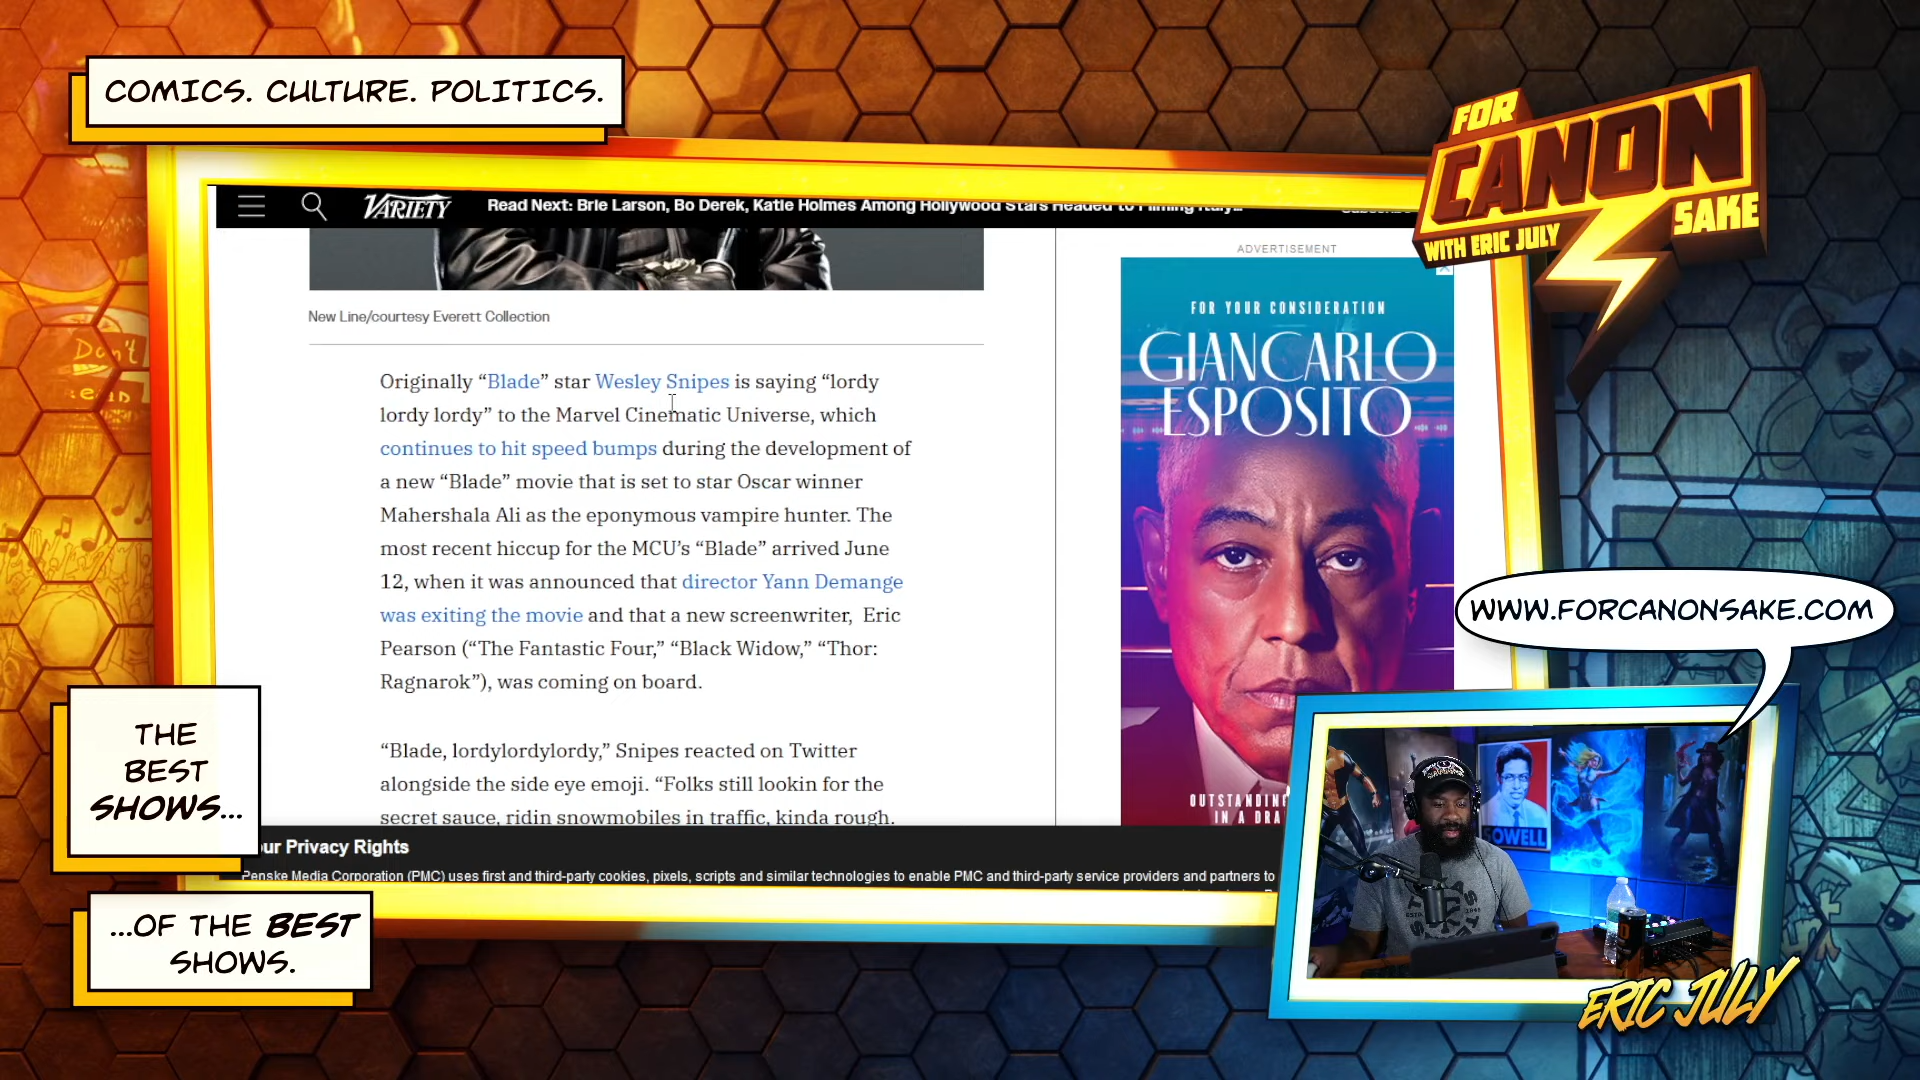 COMICS. CULTURE. POLITICS.
FOR
CANON
SAKE
WITH ERIC JULY
VARIETY
Read Next: Brie Larson, Bo Derek, Katie Holmes Among Hollywood Stars Headed to Filming Italy...
ADVERTISEMENT
New Line/courtesy Everett Collection
Originally “Blade” star Wesley Snipes is saying “lordy
lordy lordy” to the Marvel Cinematic Universe, which
continues to hit speed bumps during the development of
a new “Blade” movie that is set to star Oscar winner
Mahershala Ali as the eponymous vampire hunter. The
most recent hiccup for the MCU’s “Blade” arrived June
12, when it was announced that director Yann Demange
was exiting the movie and that a new screenwriter, Eric
Pearson (“The Fantastic Four,” “Black Widow,” “Thor:
Ragnarok”), was coming on board.
“Blade, lordylordylordy,” Snipes reacted on Twitter
alongside the side eye emoji. “Folks still lookin for the
secret sauce, ridin snowmobiles in traffic, kinda rough.
FOR YOUR CONSIDERATION
GIANCARLO
ESPOSITO
OUTSTANDING
IN A DRA
WWW.FORCANONSAKE.COM
THE
BEST
SHOWS...
...OF THE BEST
SHOWS.
our Privacy Rights
Penske Media Corporation (PMC) uses first and third-party cookies, pixels, scripts and similar technologies to enable PMC and third-party service providers and partners to
SOWELL
ERIC JULY